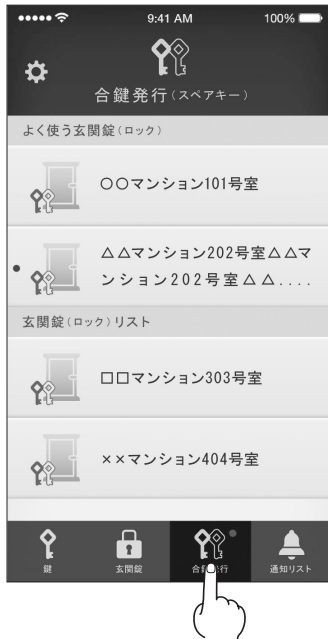 9:41 AM 100%
合鍵発行(スペアキー)
よく使う玄関錠(ロック)
○○マンション101号室
△△マンション202号室△△マ
ンション202号室△△....
玄関錠(ロック)リスト
□□マンション303号室
××マンション404号室
鍵 玄関錠 合鍵発行 通知リスト